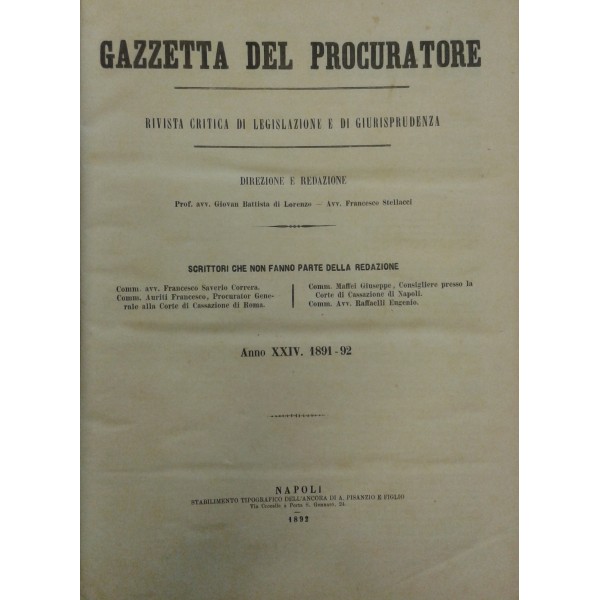 GAZZETTA DEL PROCURATORE
RIVISTA CRITICA DI LEGISLAZIONE E DI GIURISPRUDENZA
DIREZIONE E REDAZIONE
Prof. avv. Giovan Battista di Lorenzo — Avv. Francesco Stellacci
SCRITTORI CHE NON FANNO PARTE DELLA REDAZIONE
Comm. avv. Francesco Saverio Correra.
Comm. Auriti Francesco, Procurator Gene-
rale alla Corte di Cassazione di Roma.
Comm. Maffei Giuseppe, Consigliere presso la
Corte di Cassazione di Napoli.
Comm. Avv. Raffaelli Eugenio.
Anno XXIV. 1891-92
NAPOLI
STABILIMENTO TIPOGRAFICO DELL'ANCORA DI A. PISANZIO E FIGLIO
Via a Porta S. Gennaro,
1892